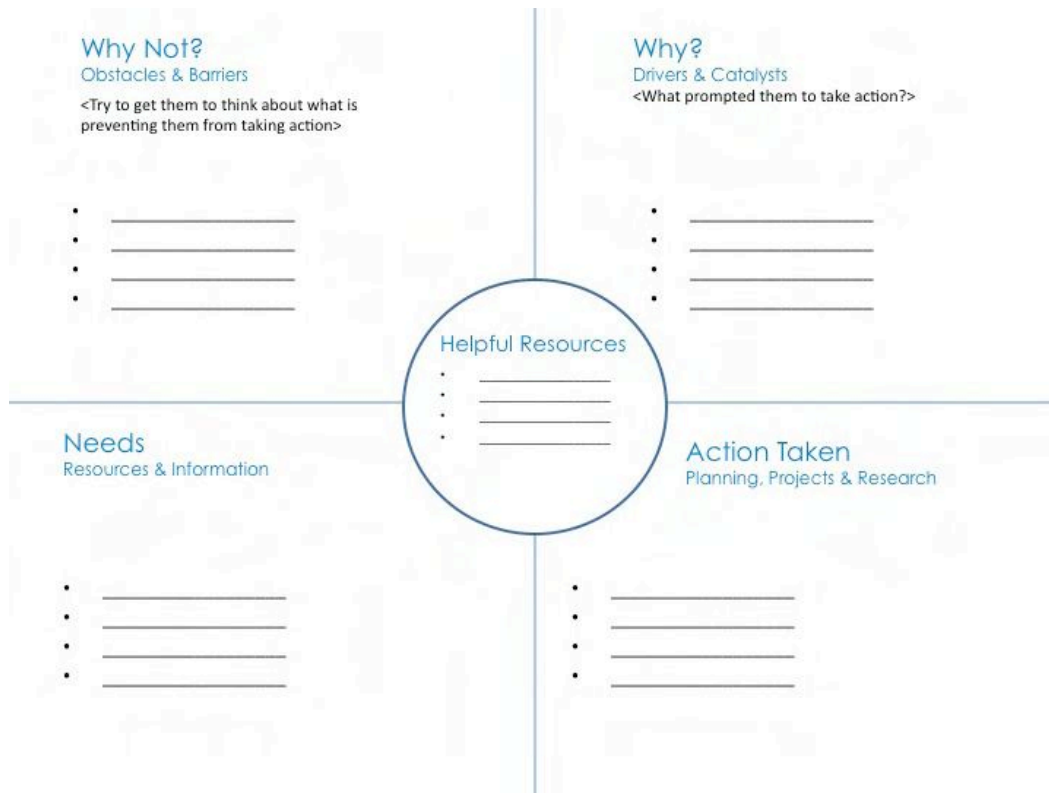 Why Not?
Obstacles & Barriers
<Try to get them to think about what is
preventing them from taking action>
Why?
Drivers & Catalysts
<What prompted them to take action?>
Helpful Resources
Needs
Resources & Information
Action Taken
Planning, Projects & Research